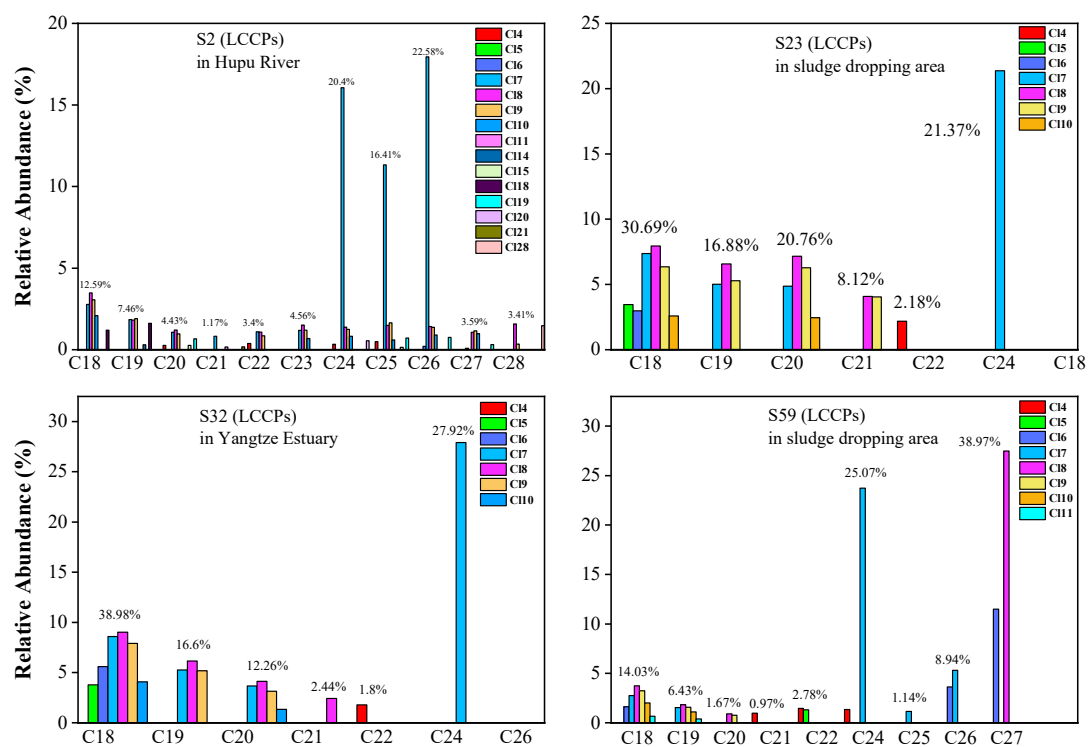 Relative Abundance (%)
20
15
10
5
0
S2 (LCCPs)
in Hupu River
12.59%
7.46%
4.43%
1.17%
3.4%
4.56%
20.4%
16.41%
22.58%
3.59%
3.41%
Cl4
Cl5
Cl6
Cl7
Cl8
Cl9
Cl10
Cl11
Cl14
Cl15
Cl18
Cl19
Cl20
Cl21
Cl28
C18 C19 C20 C21 C22 C23 C24 C25 C26 C27 C28
25
20
15
10
5
0
S23 (LCCPs)
in sludge dropping area
30.69%
16.88%
20.76%
8.12%
2.18%
21.37%
Cl4
Cl5
Cl6
Cl7
Cl8
Cl9
Cl10
C18 C19 C20 C21 C22 C24 C18
Relative Abundance (%)
30
25
20
15
10
5
0
S32 (LCCPs)
in Yangtze Estuary
38.98%
16.6%
12.26%
2.44%
1.8%
27.92%
Cl4
Cl5
Cl6
Cl7
Cl8
Cl9
Cl10
C18 C19 C20 C21 C22 C24 C26
30
25
20
15
10
5
0
S59 (LCCPs)
in sludge dropping area
14.03%
6.43%
1.67%
0.97%
2.78%
25.07%
1.14%
8.94%
38.97%
Cl4
Cl5
Cl6
Cl7
Cl8
Cl9
Cl10
Cl11
C18 C19 C20 C21 C22 C24 C25 C26 C27